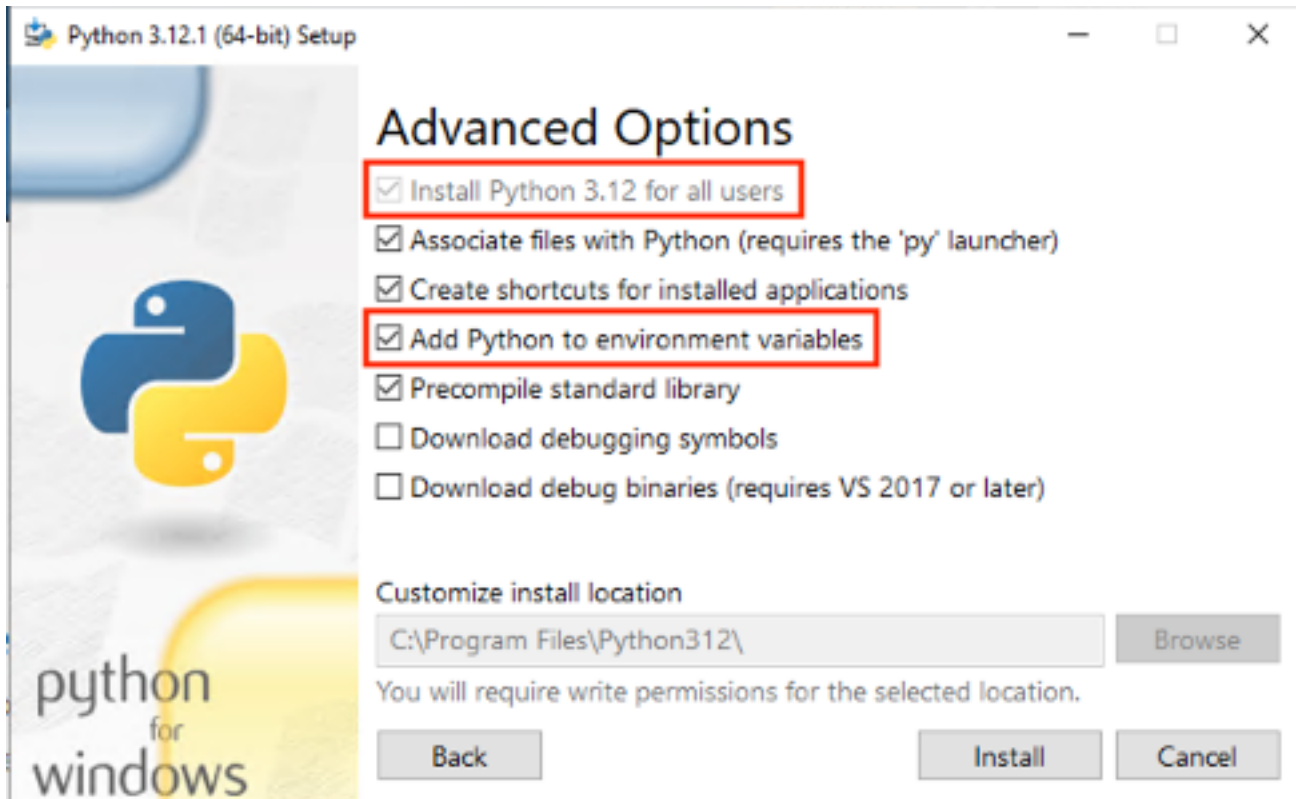 Python 3.12.1 (64-bit) Setup
Advanced Options
Install Python 3.12 for all users
Associate files with Python (requires the 'py' launcher)
Create shortcuts for installed applications
Add Python to environment variables
Precompile standard library
Download debugging symbols
Download debug binaries (requires VS 2017 or later)
Customize install location
C:\Program Files\Python312\
Browse
You will require write permissions for the selected location.
python
for
windows
Back
Install
Cancel